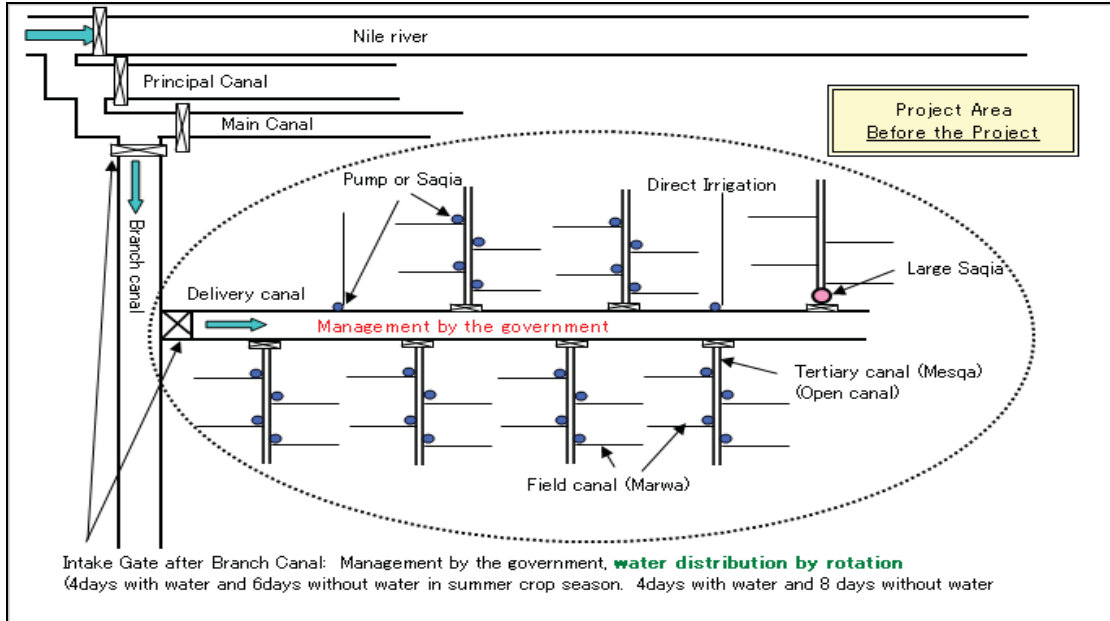 Nile river
Principal Canal
Main Canal
Project Area
Before the Project
Pump or Saqia
Direct Irrigation
Branch canal
Large Saqia
Delivery canal
Management by the government
Tertiary canal (Mesqa)
(Open canal)
Field canal (Marwa)
Intake Gate after Branch Canal: Management by the government, water distribution by rotation
(4days with water and 6days without water in summer crop season. 4days with water and 8 days without water